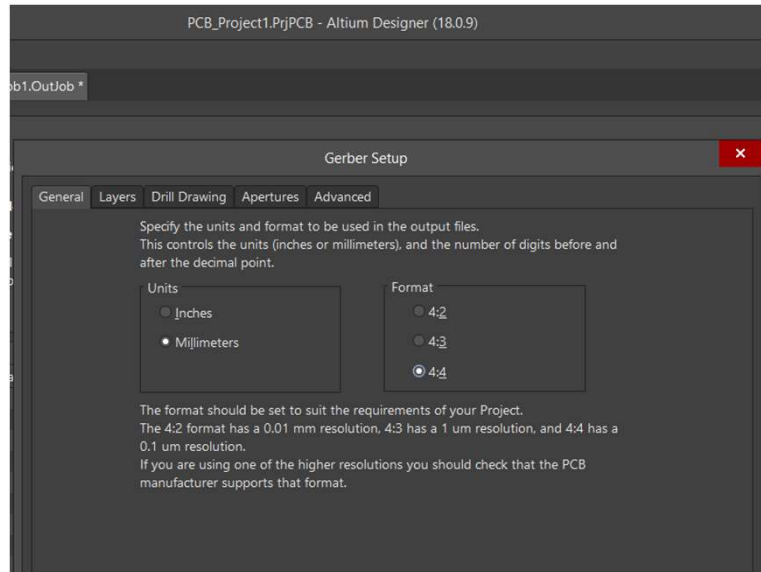 PCB_Project1.PrjPCB - Altium Designer (18.0.9)
b1.OutJob *
Gerber Setup
General Layers Drill Drawing Apertures Advanced
Specify the units and format to be used in the output files.
This controls the units (inches or millimeters), and the number of digits before and
after the decimal point.
Units
Format
Inches
4:2
Millimeters
4:3
4:4
The format should be set to suit the requirements of your Project.
The 4:2 format has a 0.01 mm resolution, 4:3 has a 1 um resolution, and 4:4 has a
0.1 um resolution.
If you are using one of the higher resolutions you should check that the PCB
manufacturer supports that format.